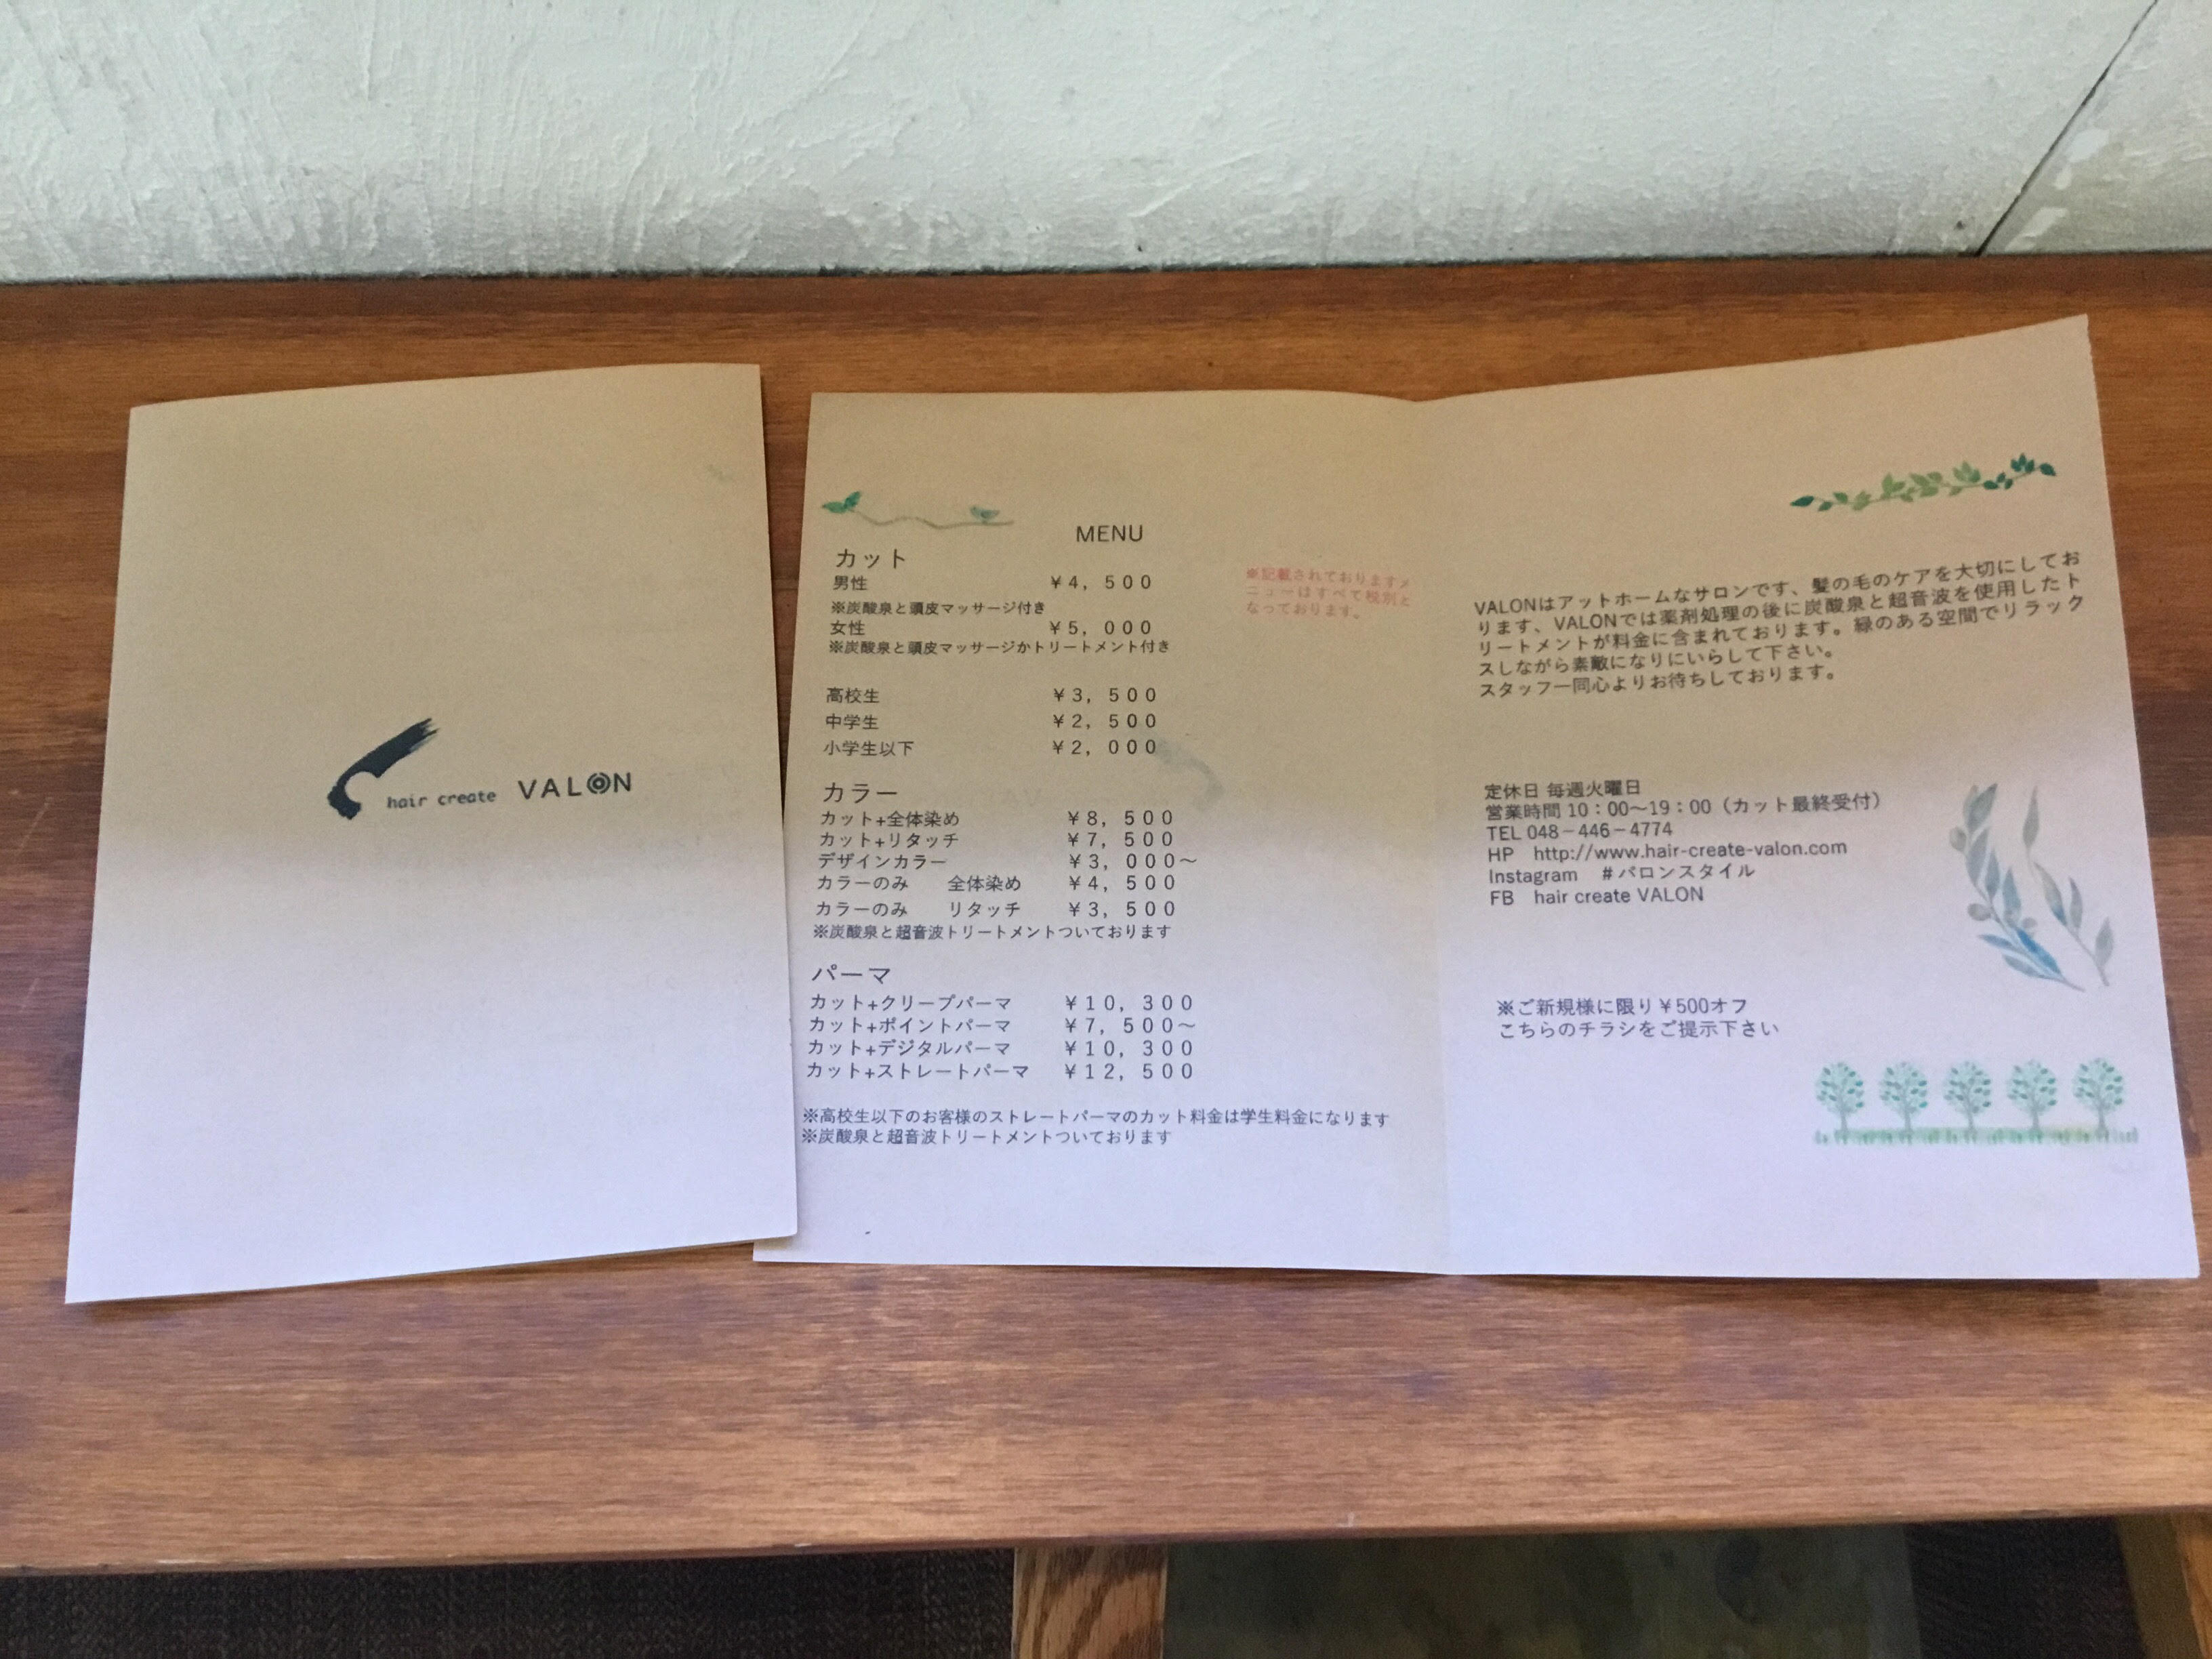 hair create VALON
MENU
カット
男性 ¥4,500
※炭酸泉と頭皮マッサージ付き
女性 ¥5,000
※炭酸泉と頭皮マッサージかトリートメント付き
高校生 ¥3,500
中学生 ¥2,500
小学生以下 ¥2,000
※記載されておりますメ
ニューはすべて税別と
なっております。
カラー
カット+全体染め ¥8,500
カット+リタッチ ¥7,500
デザインカラー ¥3,000～
カラーのみ 全体染め ¥4,500
カラーのみ リタッチ ¥3,500
※炭酸泉と超音波トリートメントついております
パーマ
カット+クリープパーマ ¥10,300
カット+ポイントパーマ ¥7,500～
カット+デジタルパーマ ¥10,300
カット+ストレートパーマ ¥12,500
※高校生以下のお客様のストレートパーマのカット料金は学生料金になります
※炭酸泉と超音波トリートメントついております
VALONはアットホームなサロンです、髪の毛のケアを大切にしてお
ります、VALONでは薬剤処理の後に炭酸泉と超音波を使用したト
リートメントが料金に含まれております。緑のある空間でリラック
スしながら素敵になりにいらして下さい。
スタッフ一同心よりお待ちしております。
定休日 毎週火曜日
営業時間 10：00～19：00（カット最終受付）
TEL 048－446－4774
HP http://www.hair-create-valon.com
Instagram #バロンスタイル
FB hair create VALON
※ご新規様に限り¥500オフ
こちらのチラシをご提示下さい